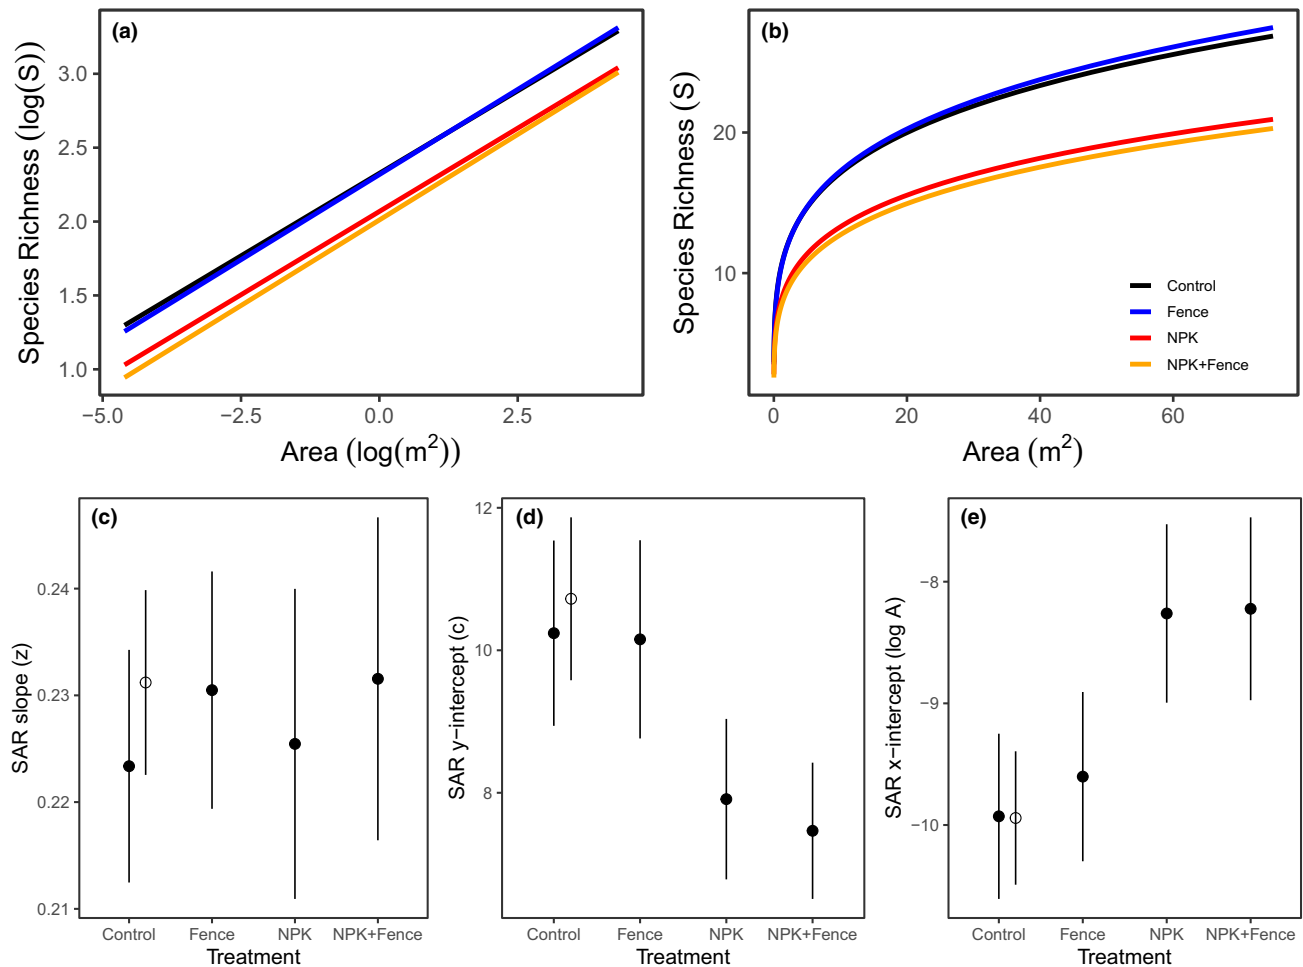 (a)
Species Richness (log(S))
3.0
2.5
2.0
1.5
1.0
−5.0
−2.5
0.0
2.5
Area (log(m²))
(b)
Species Richness (S)
20
10
0
20
40
60
Area (m²)
Control
Fence
NPK
NPK+Fence
(c)
SAR slope (z)
0.24
0.23
0.22
0.21
Control
Fence
NPK
NPK+Fence
Treatment
(d)
SAR y−intercept (c)
12
10
8
Control
Fence
NPK
NPK+Fence
Treatment
(e)
SAR x−intercept (log A)
−8
−9
−10
Control
Fence
NPK
NPK+Fence
Treatment